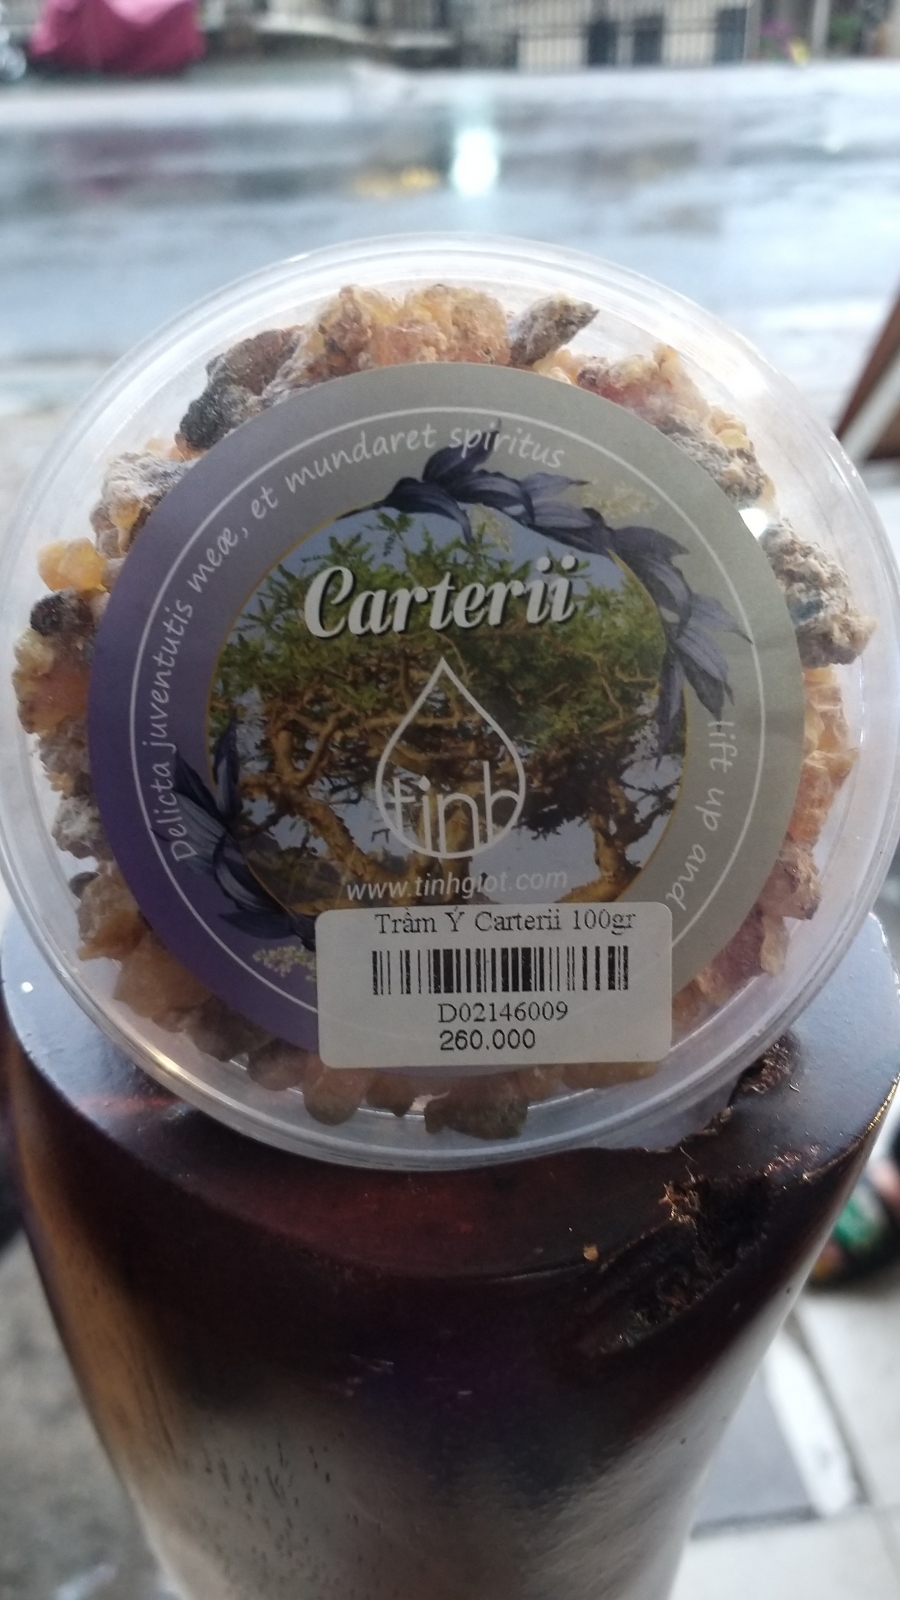 Delicta juventutis meæ, et mundaret spiritus
lift up and
Carterii
tinh
www.tinhgiot.com
Trầm Ý Carterii 100gr
D02146009
260.000